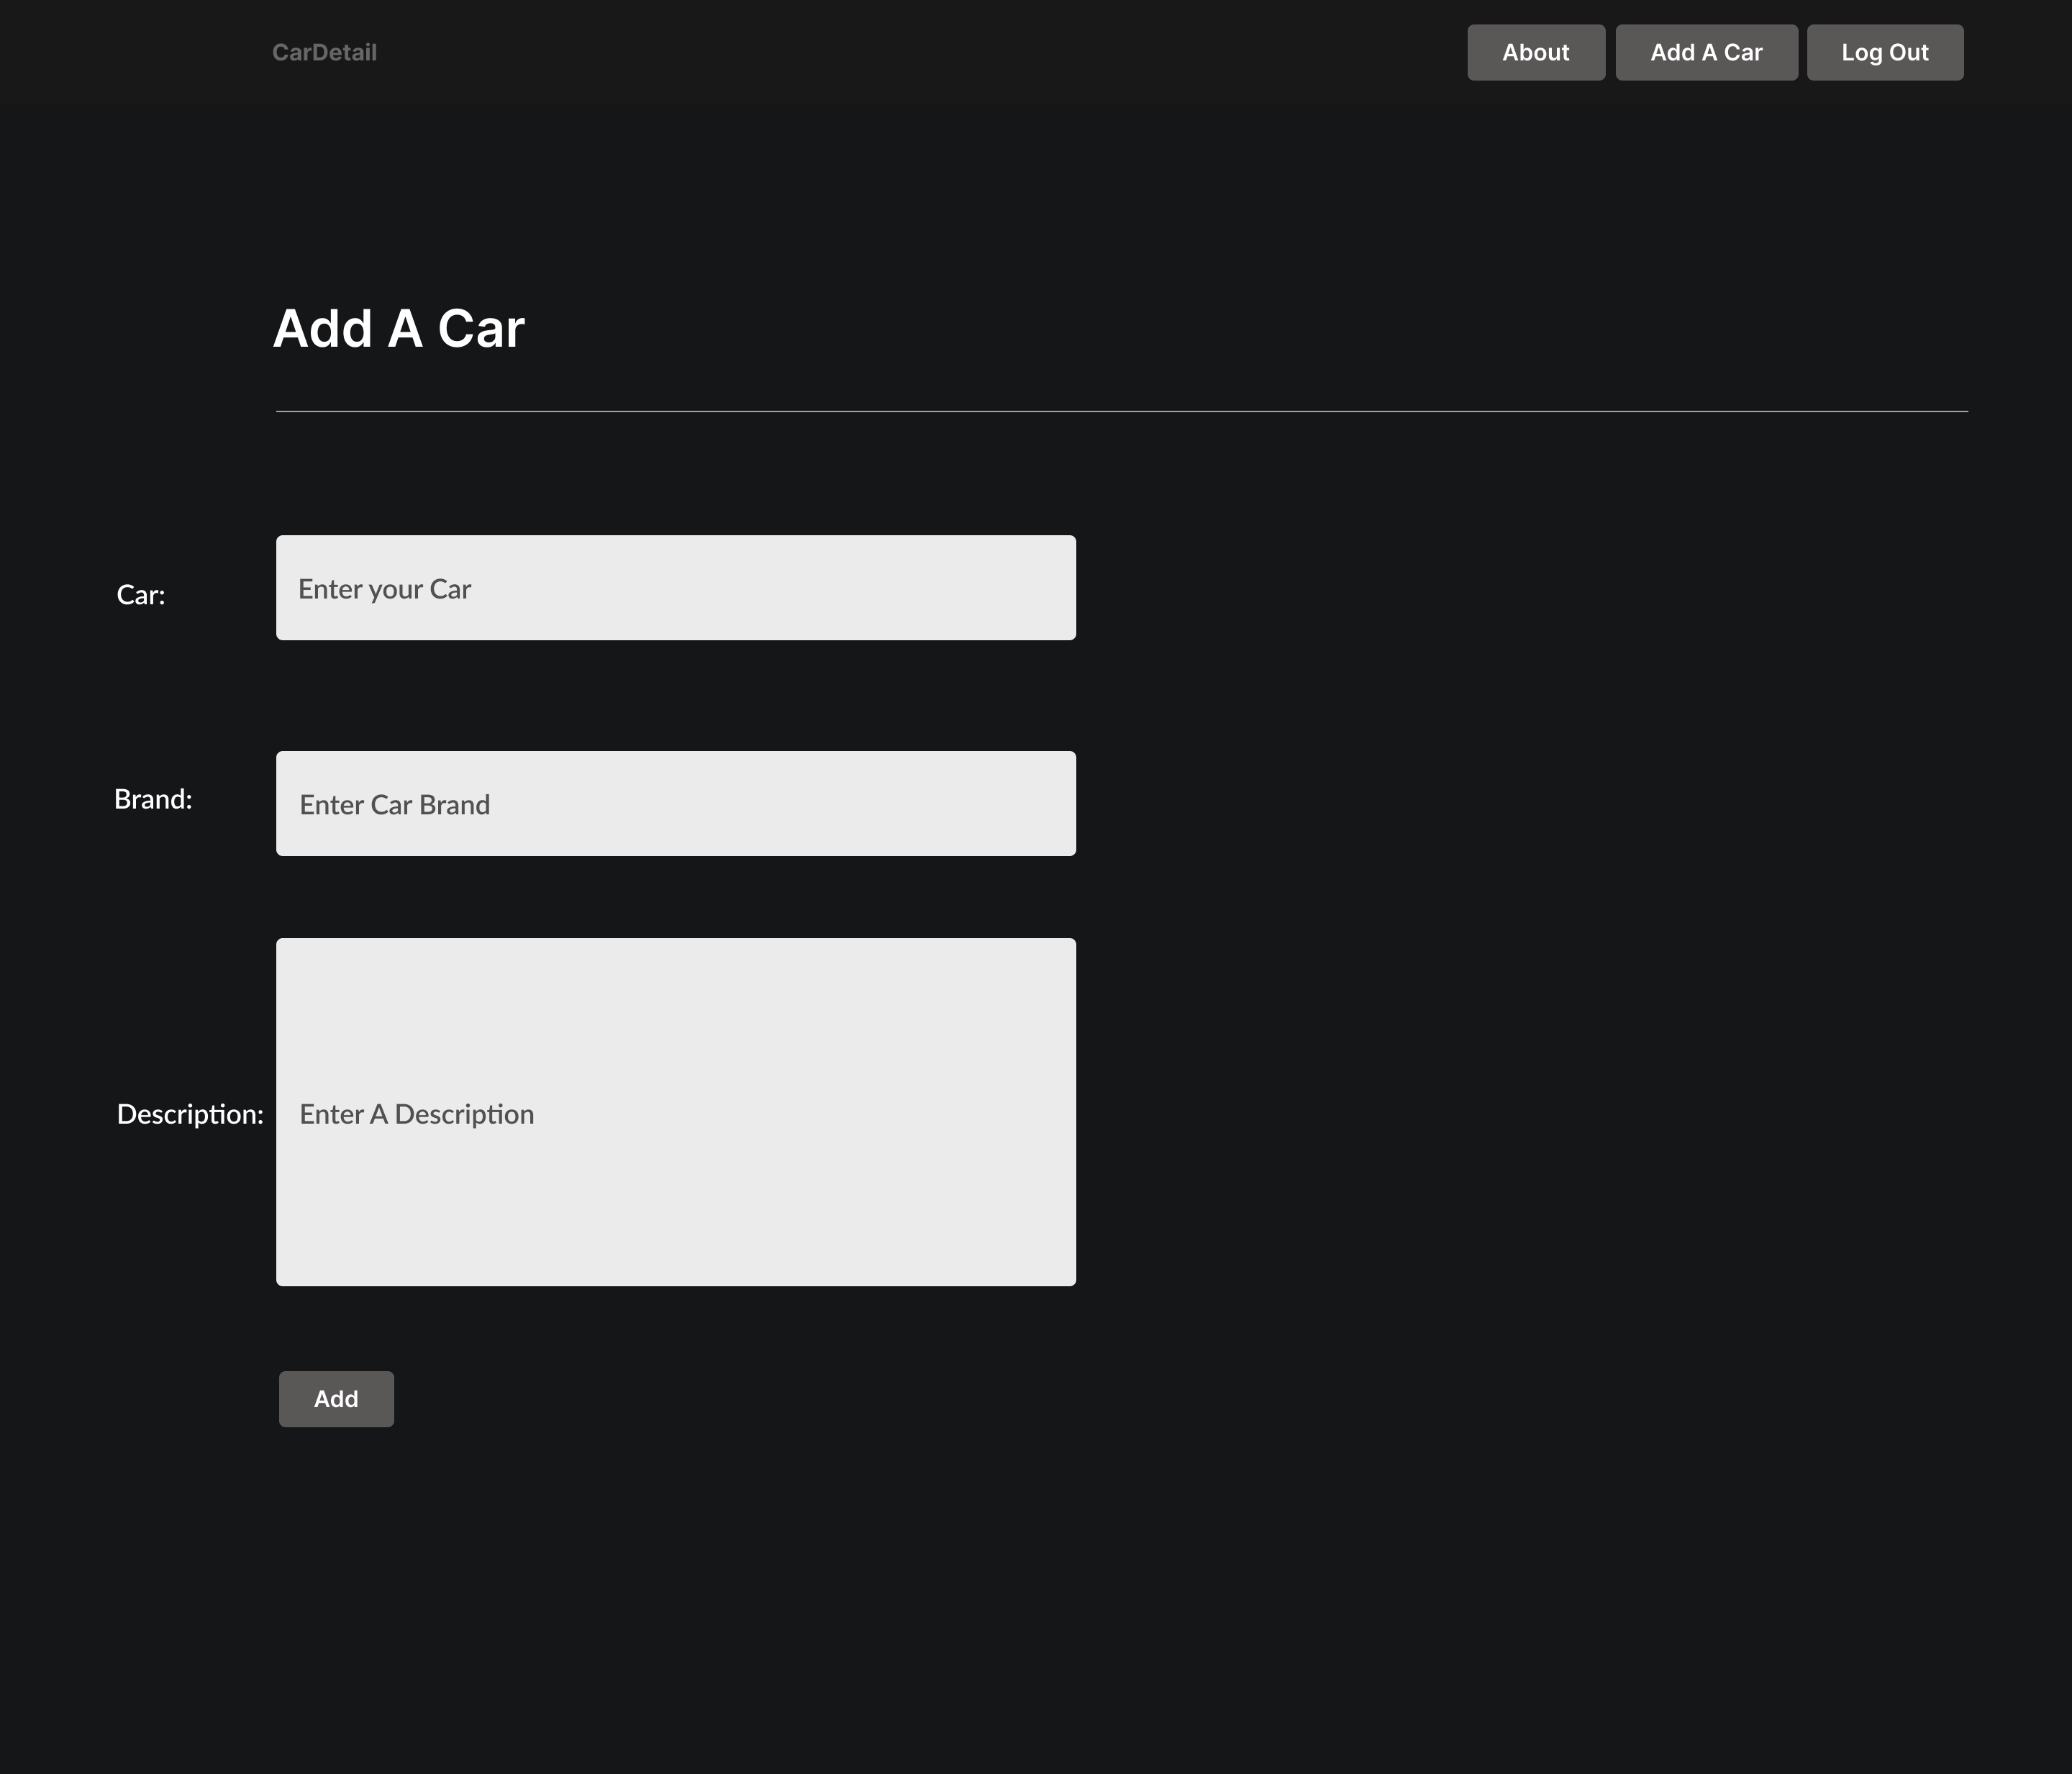 CarDetail
About
Add A Car
Log Out
Add A Car
Car:
Enter your Car
Brand:
Enter Car Brand
Description:
Enter A Description
Add